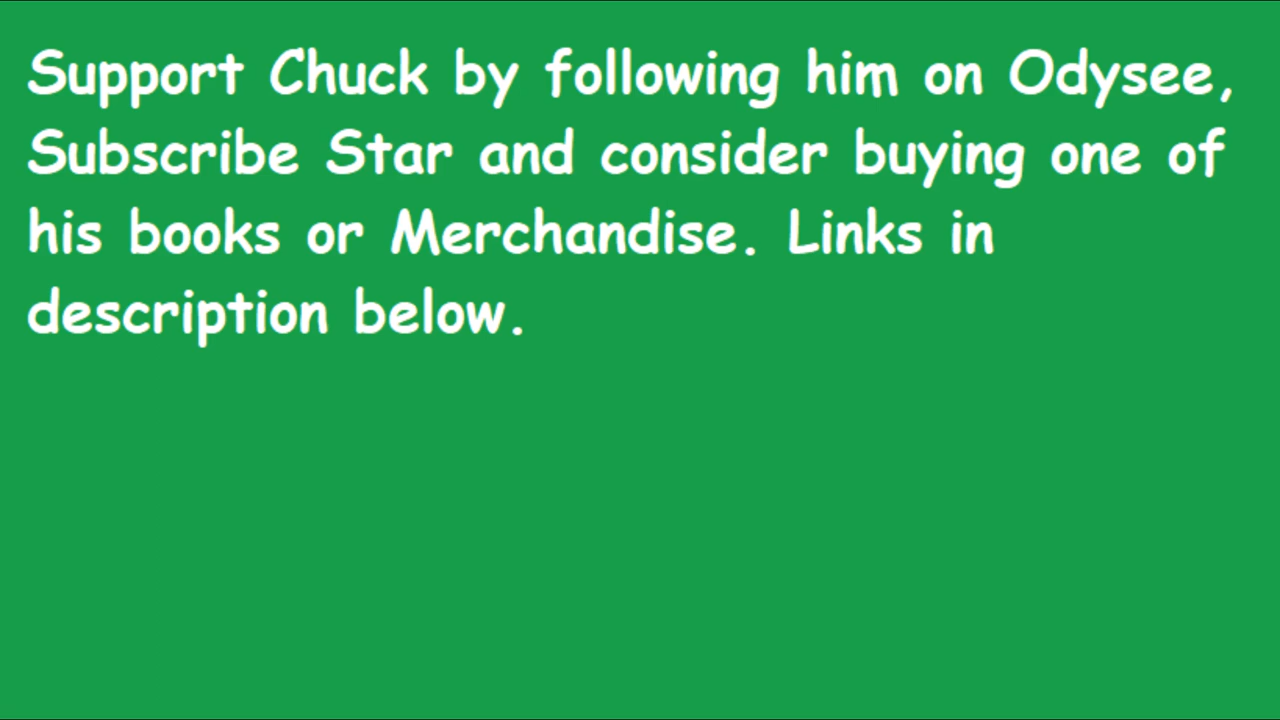 Support Chuck by following him on Odysee,
Subscribe Star and consider buying one of
his books or Merchandise. Links in
description below.